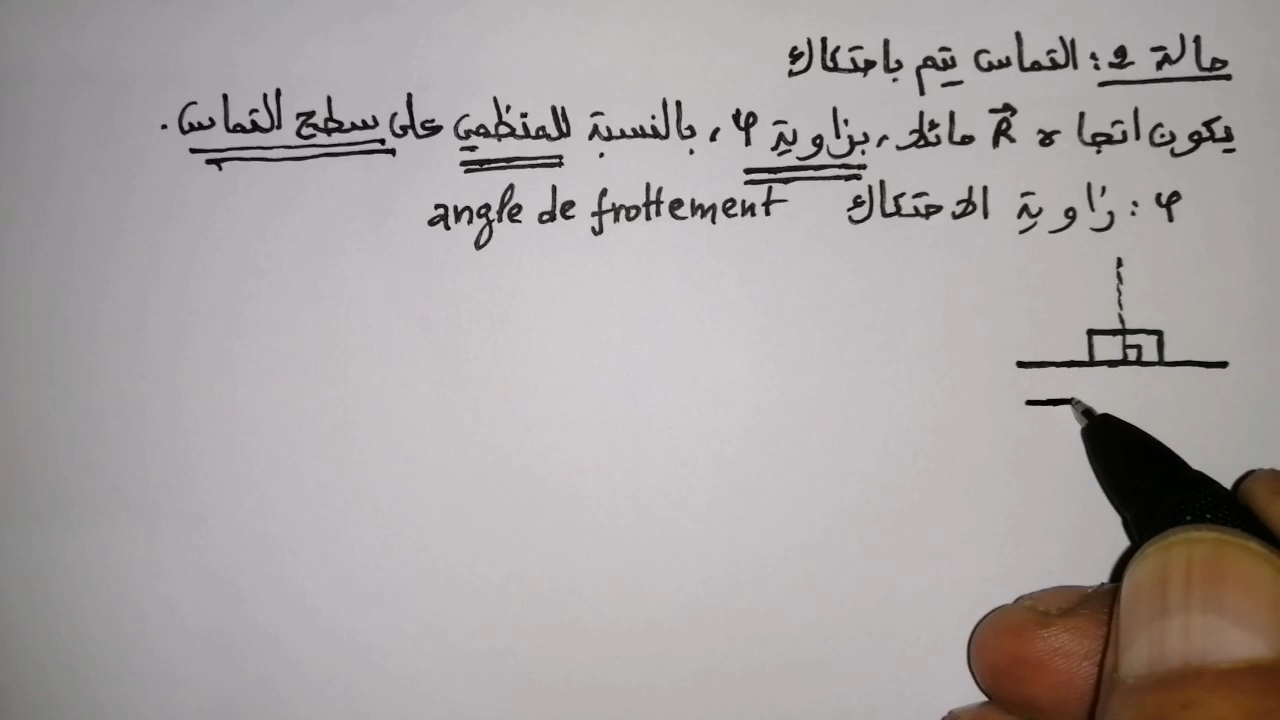 حالة 2: التماس يتم باحتكاك
يكون اتجاه R⃗ مائلا، بزاوية φ، بالنسبة للمنظمي على سطح التماس.
φ: زاوية الاحتكاك angle de frottement